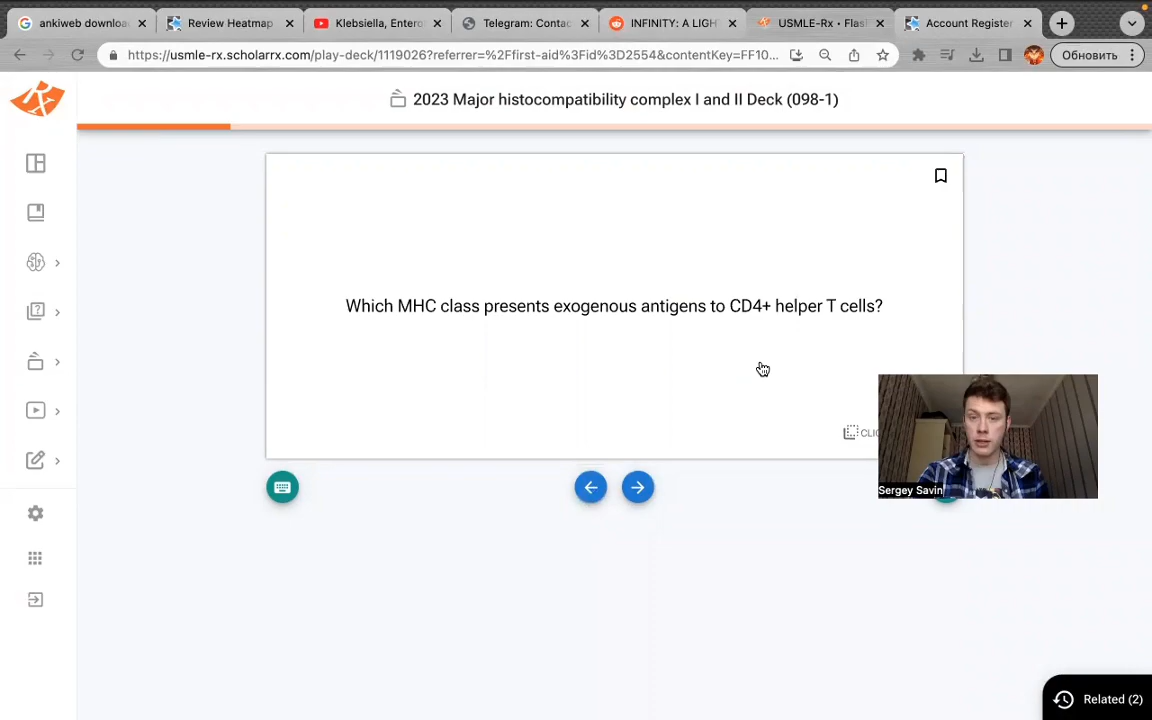 ankiweb downloa
Review Heatmap
Klebsiella, Entero
Telegram: Contac
INFINITY: A LIGH
USMLE-Rx • Flas
Account Register
https://usmle-rx.scholarrx.com/play-deck/1119026?referrer=%2Ffirst-aid%3Fid%3D2554&contentKey=FF10...
Обновить
2023 Major histocompatibility complex I and II Deck (098-1)
Which MHC class presents exogenous antigens to CD4+ helper T cells?
CLIC
Sergey Savin
Related (2)